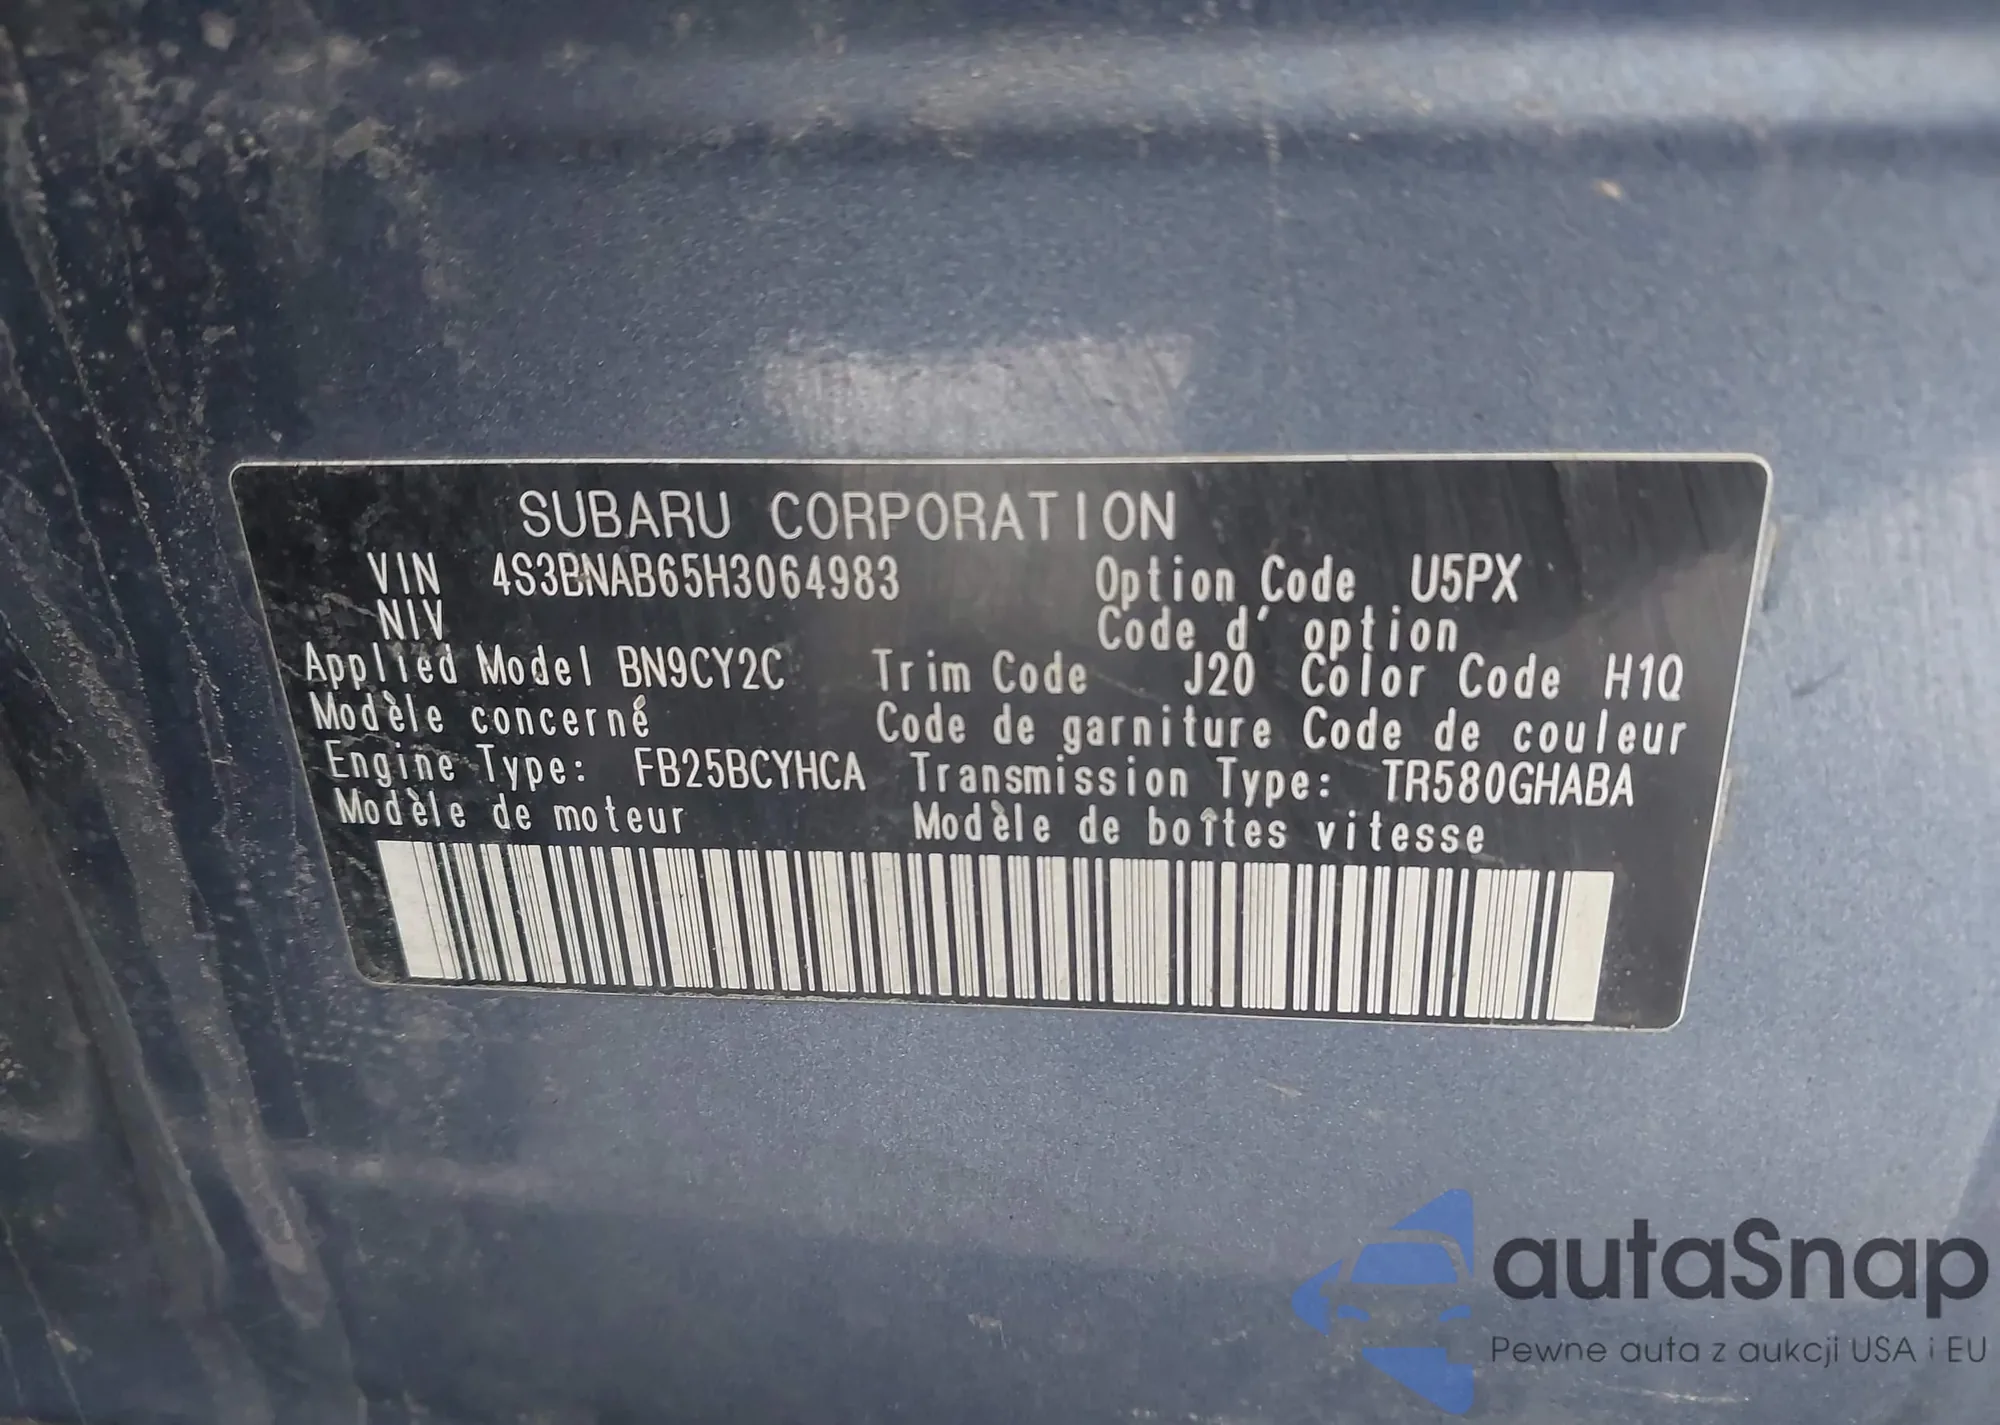 SUBARU CORPORATION
VIN 4S3BNAB65H3064983 Option Code U5PX
NIV Code d' option
Applied Model BN9CY2C Trim Code J20 Color Code H1Q
Modèle concerné Code de garniture Code de couleur
Engine Type: FB25BCYHCA Transmission Type: TR580GHABA
Modèle de moteur Modèle de boîtes vitesse
autaSnap
Pewne auta z aukcji USA i EU